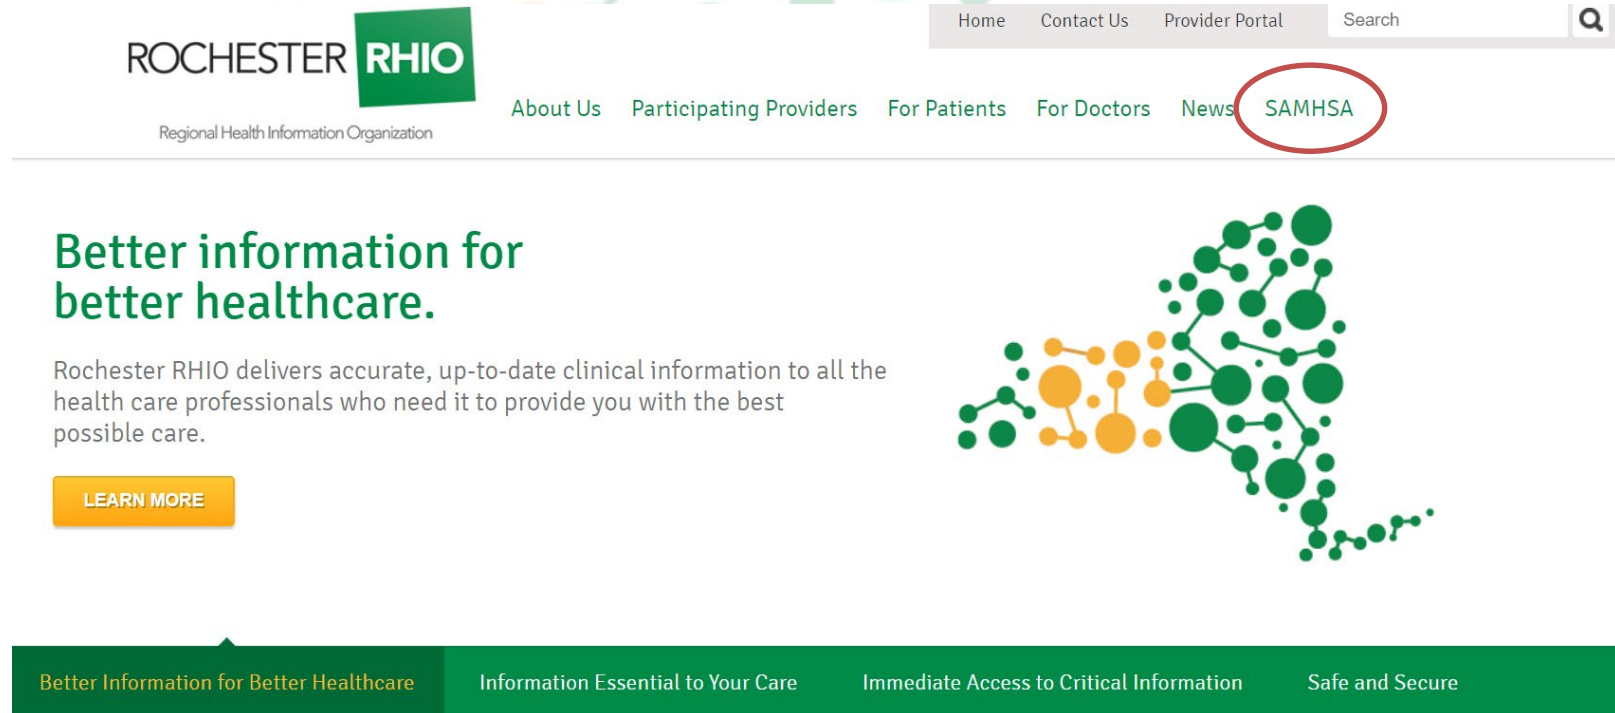 Home Contact Us Provider Portal Search
ROCHESTER RHIO
Regional Health Information Organization
About Us Participating Providers For Patients For Doctors News SAMHSA
Better information for
better healthcare.
Rochester RHIO delivers accurate, up-to-date clinical information to all the
health care professionals who need it to provide you with the best
possible care.
LEARN MORE
Better Information for Better Healthcare Information Essential to Your Care Immediate Access to Critical Information Safe and Secure